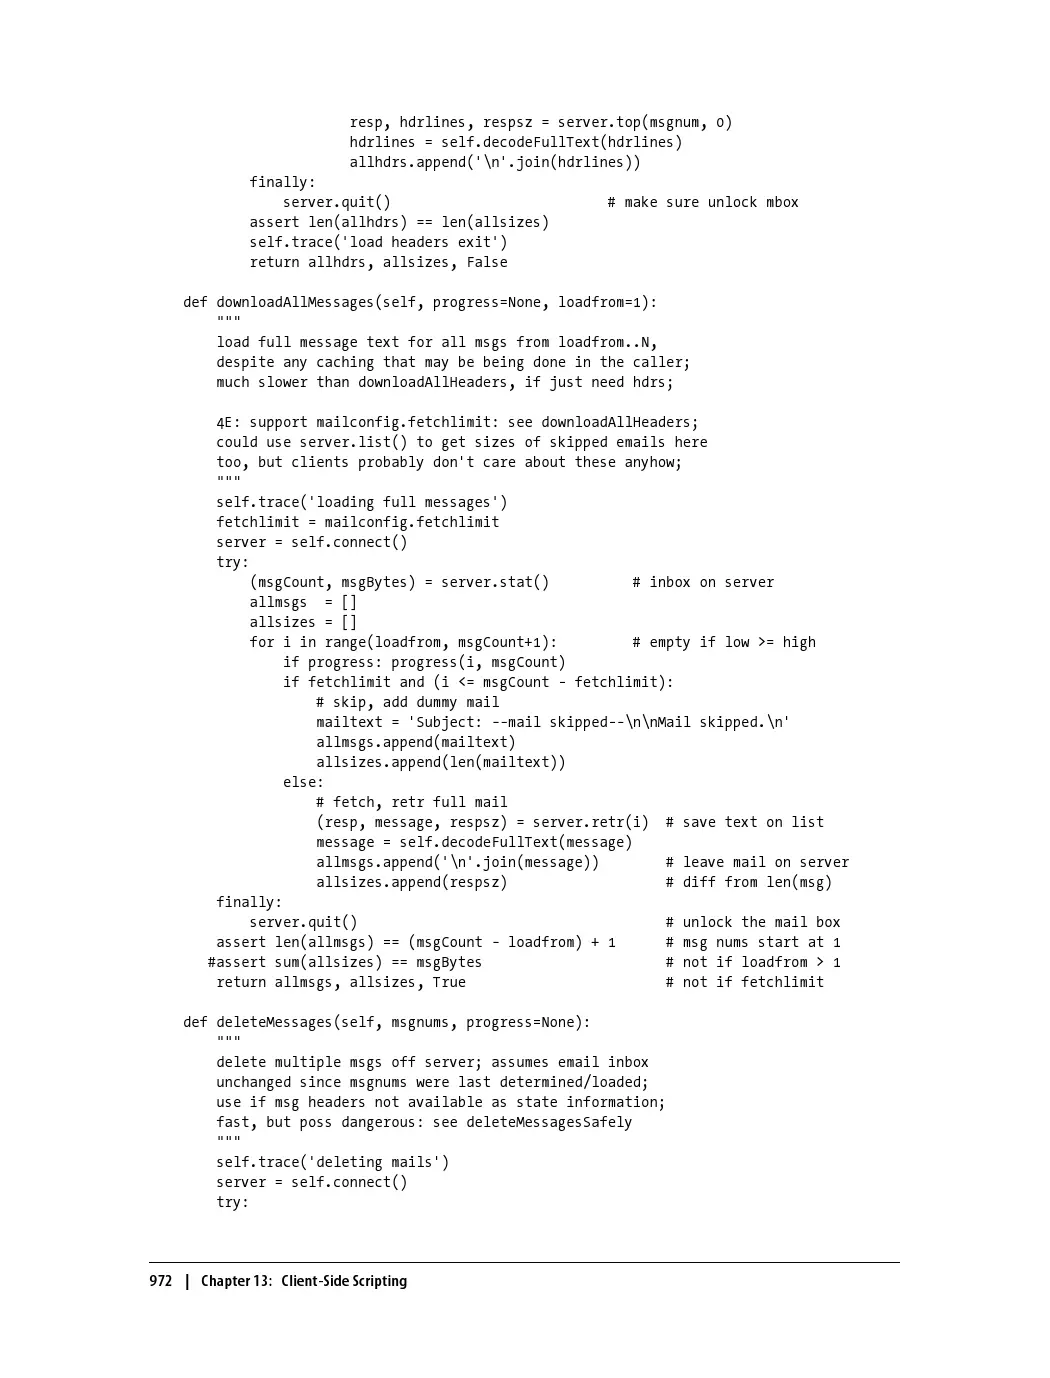 resp, hdrlines, respsz = server.top(msgnum, 0)
                hdrlines = self.decodeFullText(hdrlines)
                allhdrs.append('\n'.join(hdrlines))
    finally:
        server.quit()                          # make sure unlock mbox
    assert len(allhdrs) == len(allsizes)
    self.trace('load headers exit')
    return allhdrs, allsizes, False

def downloadAllMessages(self, progress=None, loadfrom=1):
    """
    load full message text for all msgs from loadfrom..N,
    despite any caching that may be being done in the caller;
    much slower than downloadAllHeaders, if just need hdrs;

    4E: support mailconfig.fetchlimit: see downloadAllHeaders;
    could use server.list() to get sizes of skipped emails here
    too, but clients probably don't care about these anyhow;
    """
    self.trace('loading full messages')
    fetchlimit = mailconfig.fetchlimit
    server = self.connect()
    try:
        (msgCount, msgBytes) = server.stat()          # inbox on server
        allmsgs  = []
        allsizes = []
        for i in range(loadfrom, msgCount+1):         # empty if low >= high
            if progress: progress(i, msgCount)
            if fetchlimit and (i <= msgCount - fetchlimit):
                # skip, add dummy mail
                mailtext = 'Subject: --mail skipped--\n\nMail skipped.\n'
                allmsgs.append(mailtext)
                allsizes.append(len(mailtext))
            else:
                # fetch, retr full mail
                (resp, message, respsz) = server.retr(i)  # save text on list
                message = self.decodeFullText(message)
                allmsgs.append('\n'.join(message))        # leave mail on server
                allsizes.append(respsz)                   # diff from len(msg)
    finally:
        server.quit()                                     # unlock the mail box
    assert len(allmsgs) == (msgCount - loadfrom) + 1      # msg nums start at 1
   #assert sum(allsizes) == msgBytes                      # not if loadfrom > 1
    return allmsgs, allsizes, True                        # not if fetchlimit

def deleteMessages(self, msgnums, progress=None):
    """
    delete multiple msgs off server; assumes email inbox
    unchanged since msgnums were last determined/loaded;
    use if msg headers not available as state information;
    fast, but poss dangerous: see deleteMessagesSafely
    """
    self.trace('deleting mails')
    server = self.connect()
    try:

972 | Chapter 13: Client-Side Scripting